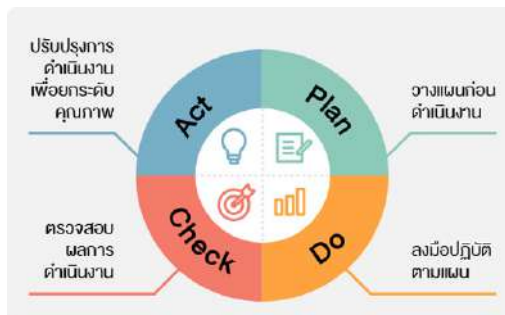 ปรับปรุงการ
ดำเนินงาน
เพื่อยกระดับ
คุณภาพ
Act
Plan
วางแผนก่อน
ดำเนินงาน
ตรวจสอบ
ผลการ
ดำเนินงาน
Check
Do
ลงมือปฏิบัติ
ตามแผน